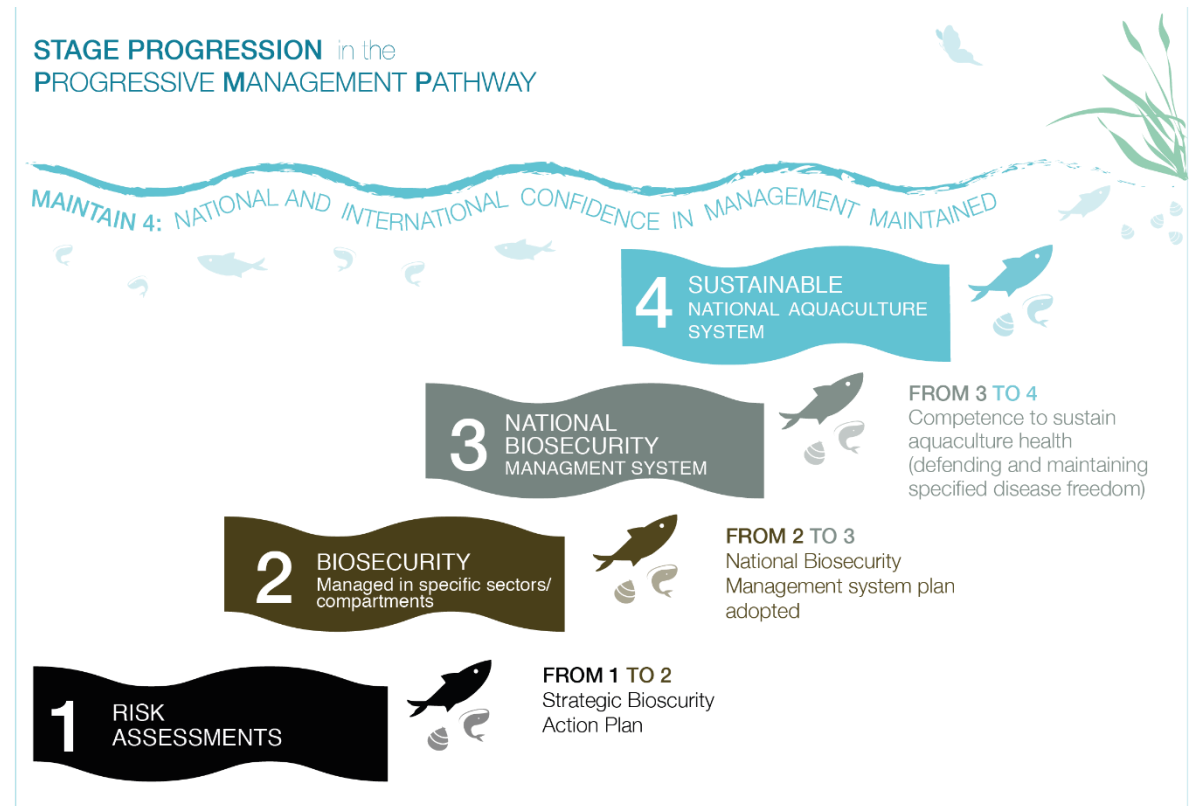 STAGE PROGRESSION in the
PROGRESSIVE MANAGEMENT PATHWAY
MAINTAIN 4: NATIONAL AND INTERNATIONAL CONFIDENCE IN MANAGEMENT MAINTAINED
4 SUSTAINABLE
NATIONAL AQUACULTURE
SYSTEM
3 NATIONAL
BIOSECURITY
MANAGMENT SYSTEM
FROM 3 TO 4
Competence to sustain
aquaculture health
(defending and maintaining
specified disease freedom)
2 BIOSECURITY
Managed in specific sectors/
compartments
FROM 2 TO 3
National Biosecurity
Management system plan
adopted
1 RISK
ASSESSMENTS
FROM 1 TO 2
Strategic Bioscurity
Action Plan